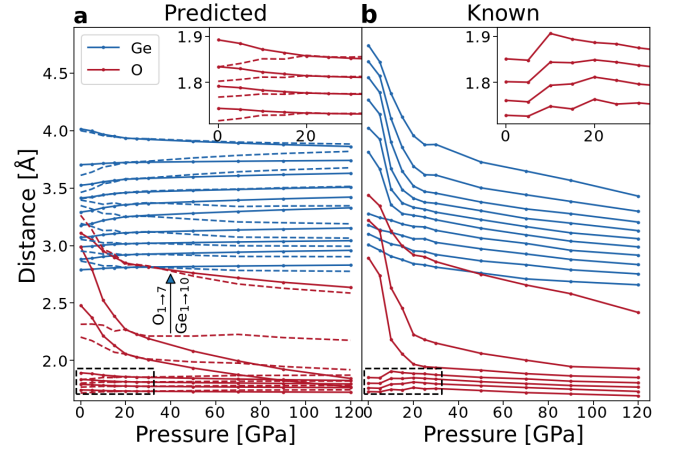 a Predicted
b Known
Ge
O
1.9
1.8
0 20
1.9
1.8
0 20
4.5
4.0
3.5
3.0
2.5
2.0
Distance [Å]
O1→7
Ge1→10
0 20 40 60 80 100 120
0 20 40 60 80 100 120
Pressure [GPa]
Pressure [GPa]